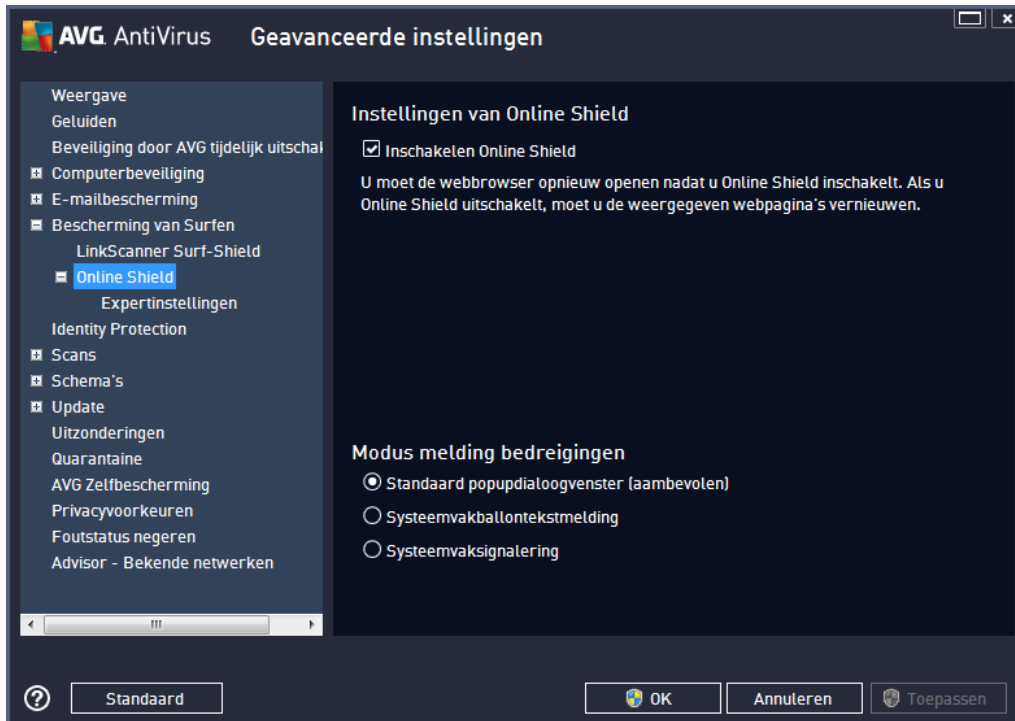 AVG AntiVirus Geavanceerde instellingen
Weergave
Geluiden
Beveiliging door AVG tijdelijk uitschak
Computerbeveiliging
E-mailbescherming
Bescherming van Surfen
LinkScanner Surf-Shield
Online Shield
Expertinstellingen
Identity Protection
Scans
Schema's
Update
Uitzonderingen
Quarantaine
AVG Zelfbescherming
Privacyvoorkeuren
Foutstatus negeren
Advisor - Bekende netwerken
Instellingen van Online Shield
Inschakelen Online Shield
U moet de webbrowser opnieuw openen nadat u Online Shield inschakelt. Als u
Online Shield uitschakelt, moet u de weergegeven webpagina's vernieuwen.
Modus melding bedreigingen
Standaard popupdialoogvenster (aambevolen)
Systeemvakballontekstmelding
Systeemvaksignalering
? Standaard OK Annuleren Toepassen